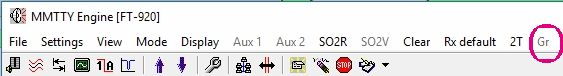 MMTTY Engine [FT-920]
File Settings View Mode Display Aux 1 Aux 2 SO2R SO2V Clear Rx default 2T Gr
STOP